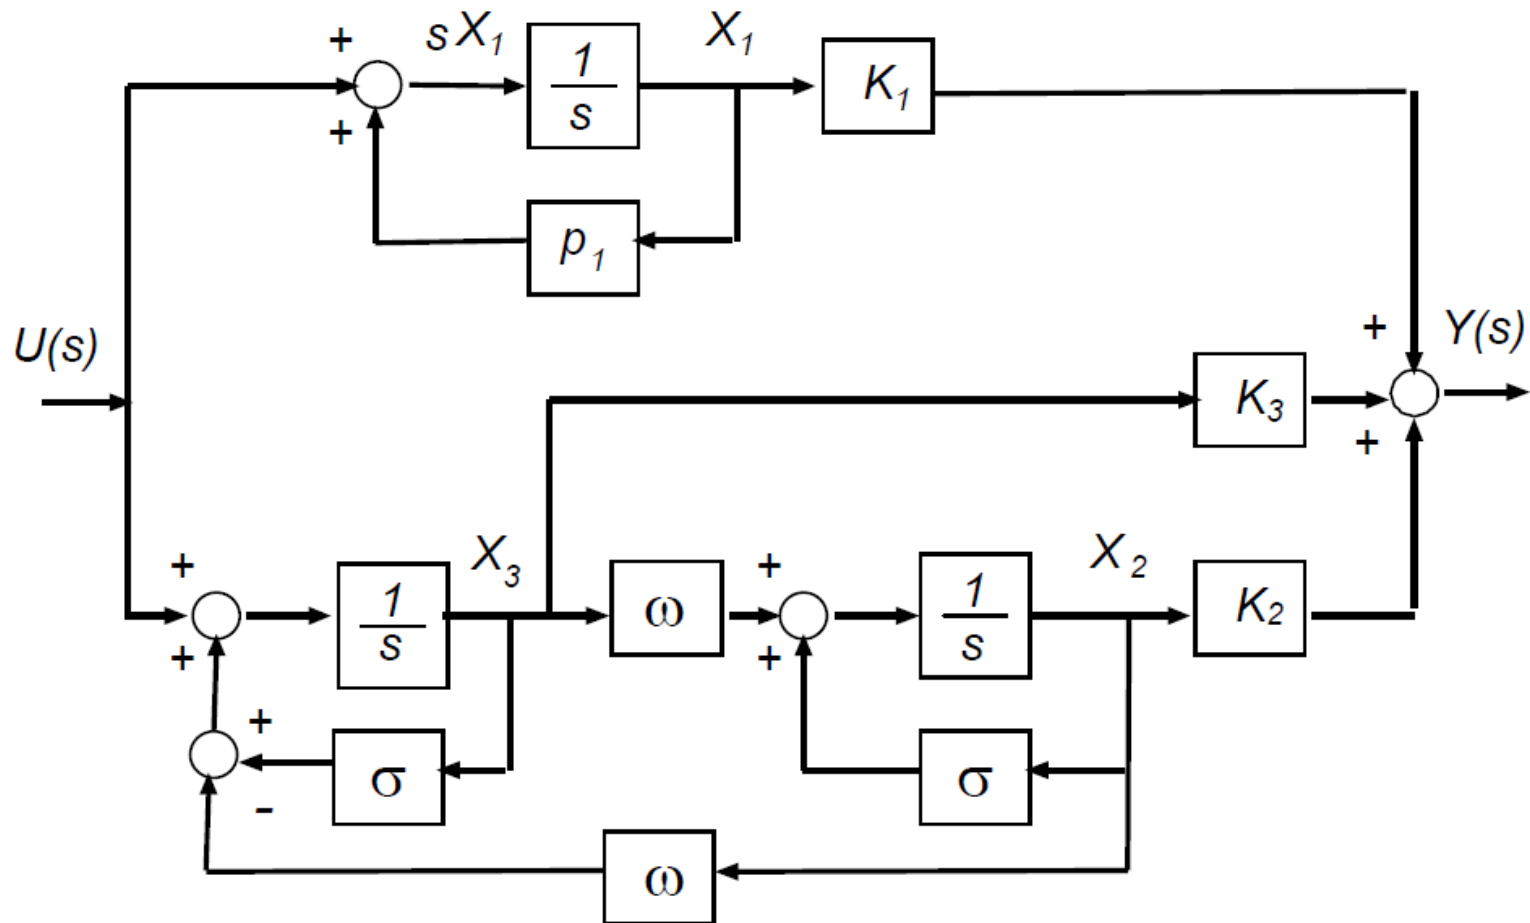 + sX₁ 1/s X₁ K₁
+
p₁
U(s)
+ Y(s)
K₃
+
+ 1/s X₃ ω + 1/s X₂ K₂
+ +
+ σ σ
-
ω